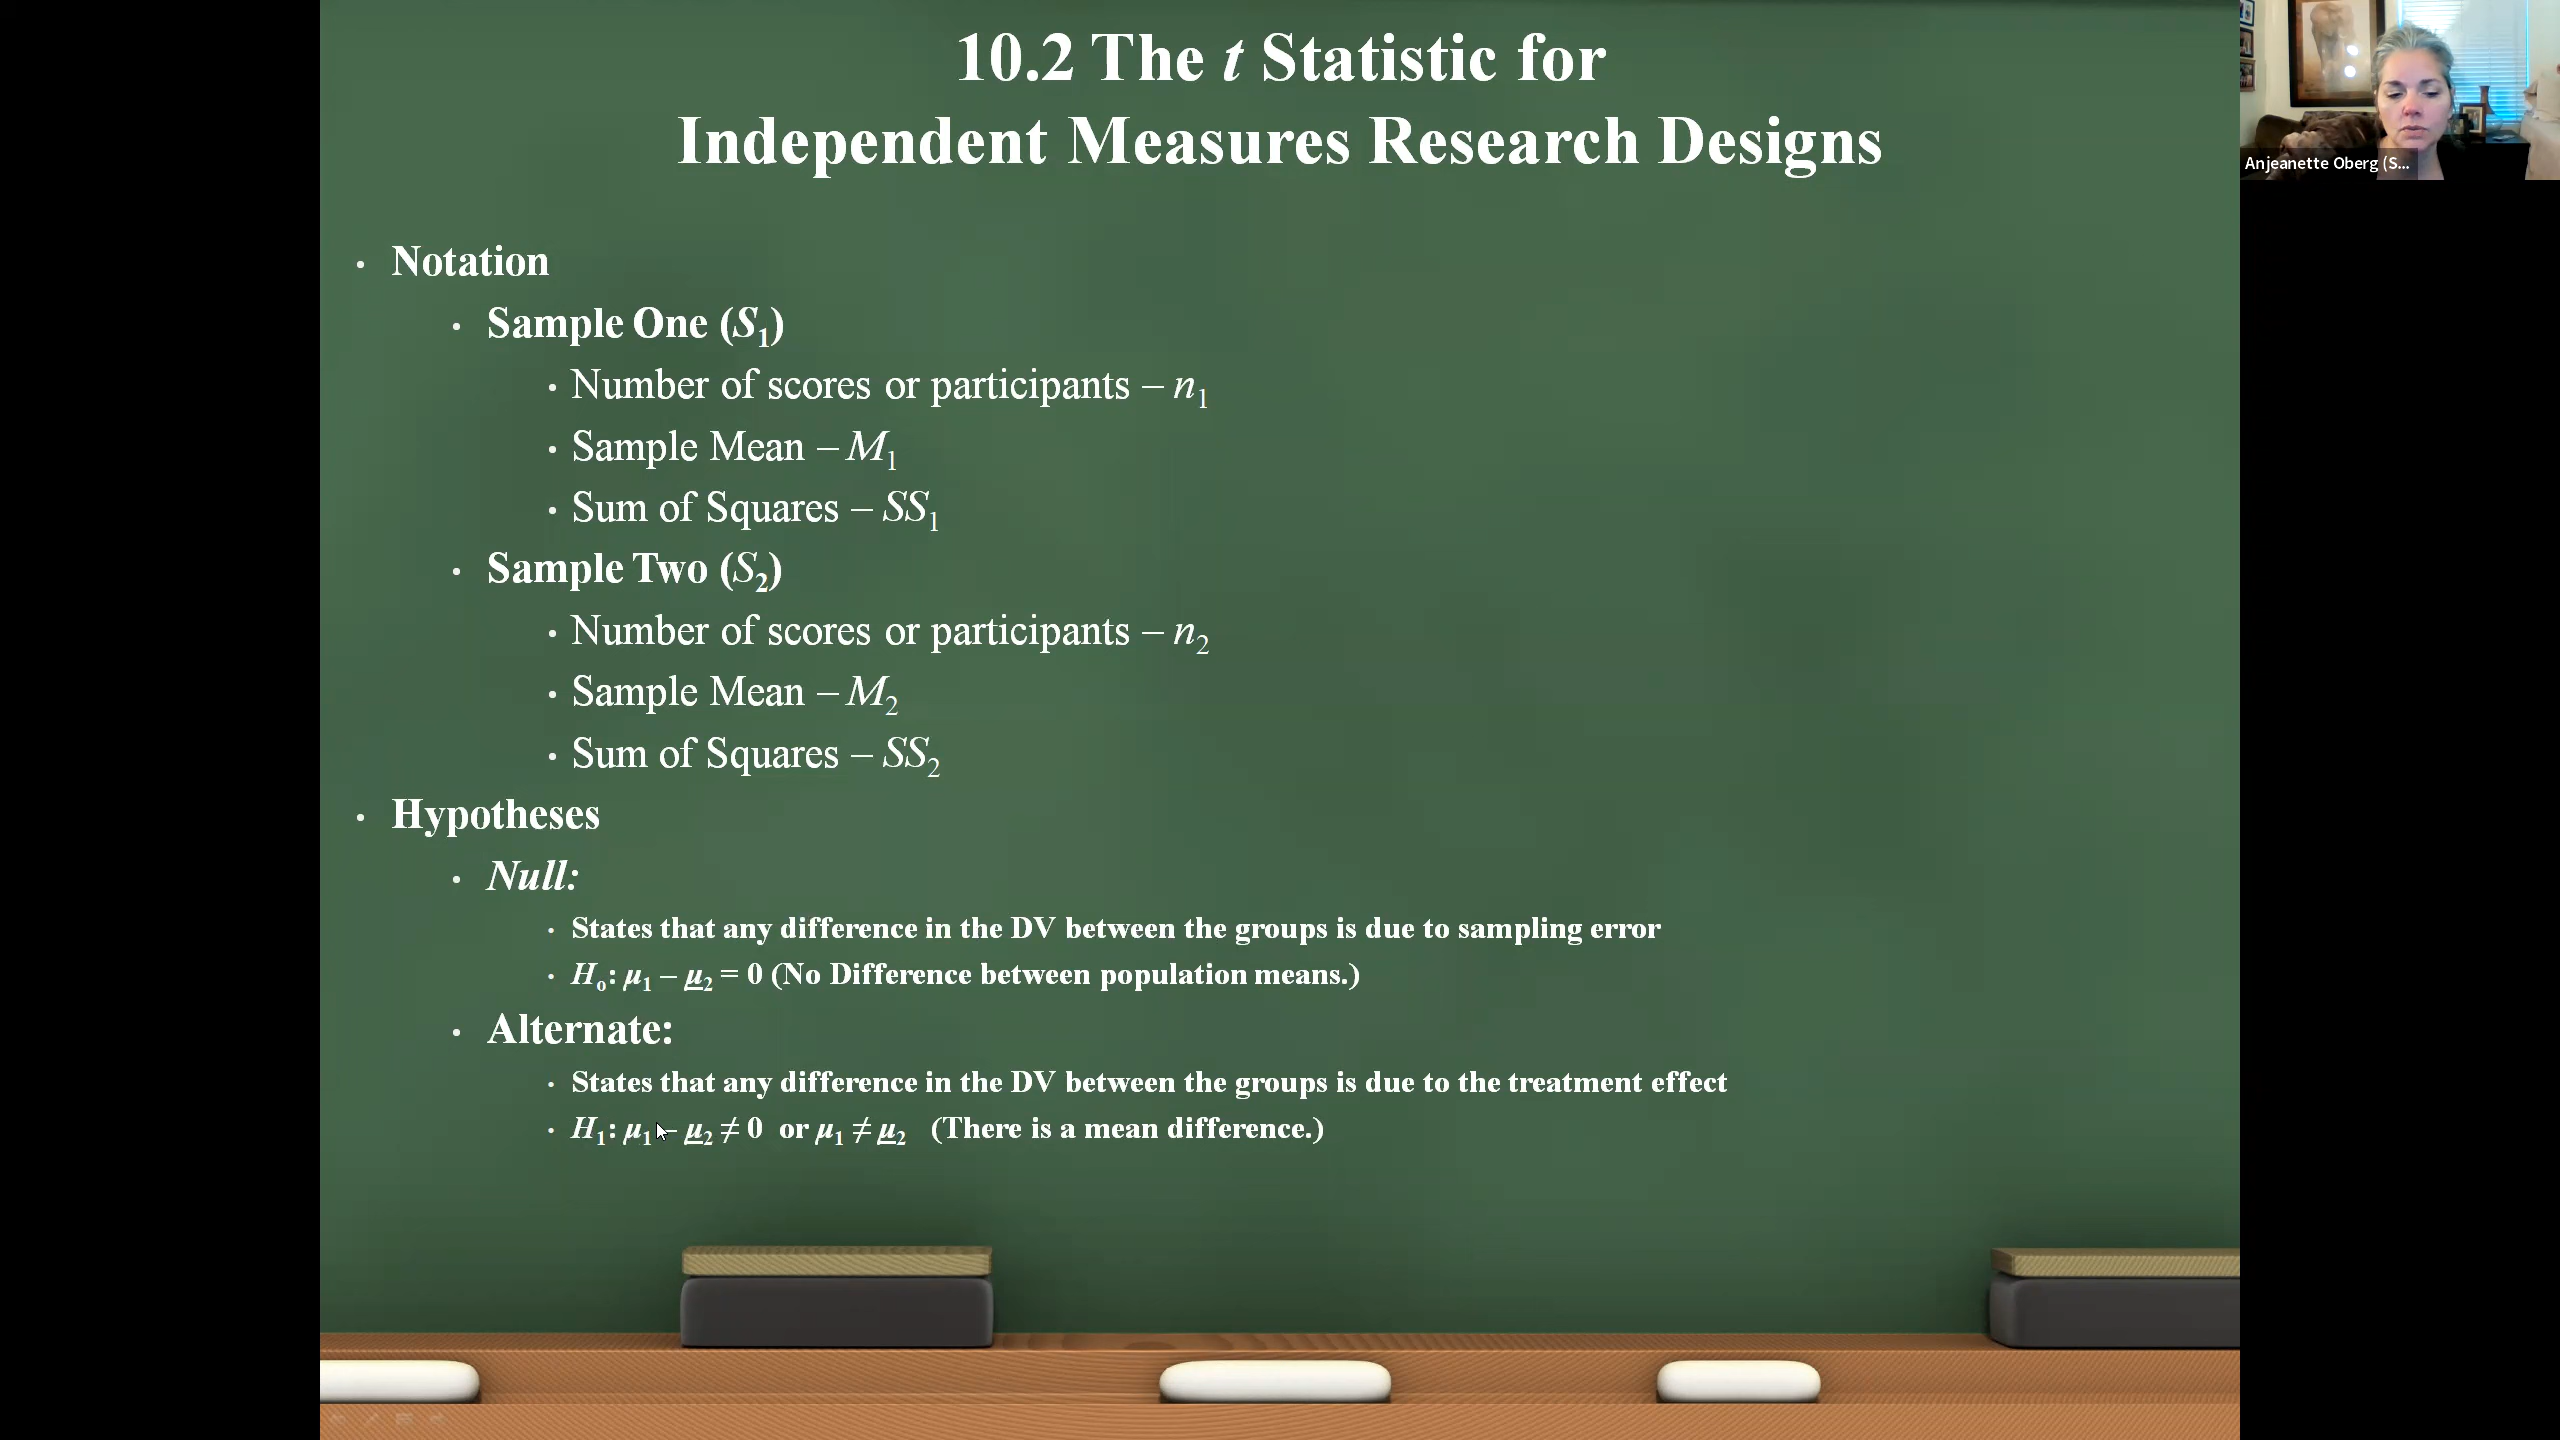 10.2 The t Statistic for
Independent Measures Research Designs
Anjeanette Oberg (S...
• Notation
• Sample One (S₁)
• Number of scores or participants – n₁
• Sample Mean – M₁
• Sum of Squares – SS₁
• Sample Two (S₂)
• Number of scores or participants – n₂
• Sample Mean – M₂
• Sum of Squares – SS₂
• Hypotheses
• Null:
• States that any difference in the DV between the groups is due to sampling error
• Hₒ: μ₁ – μ₂ = 0 (No Difference between population means.)
• Alternate:
• States that any difference in the DV between the groups is due to the treatment effect
• H₁: μ₁ – μ₂ ≠ 0 or μ₁ ≠ μ₂ (There is a mean difference.)